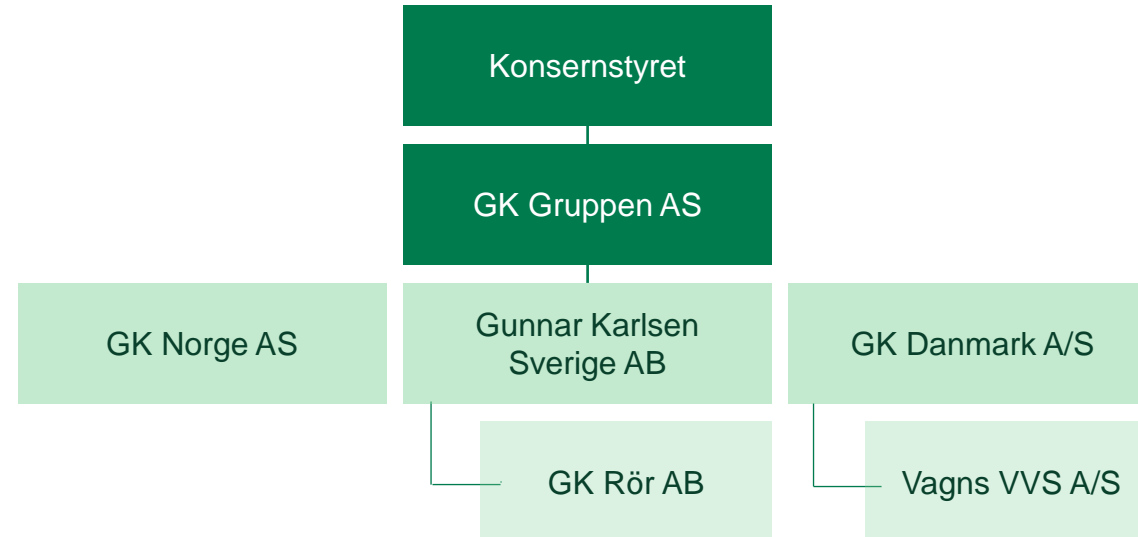 Konsernstyret
GK Gruppen AS
GK Norge AS
Gunnar Karlsen
Sverige AB
GK Danmark A/S
GK Rör AB
Vagns VVS A/S